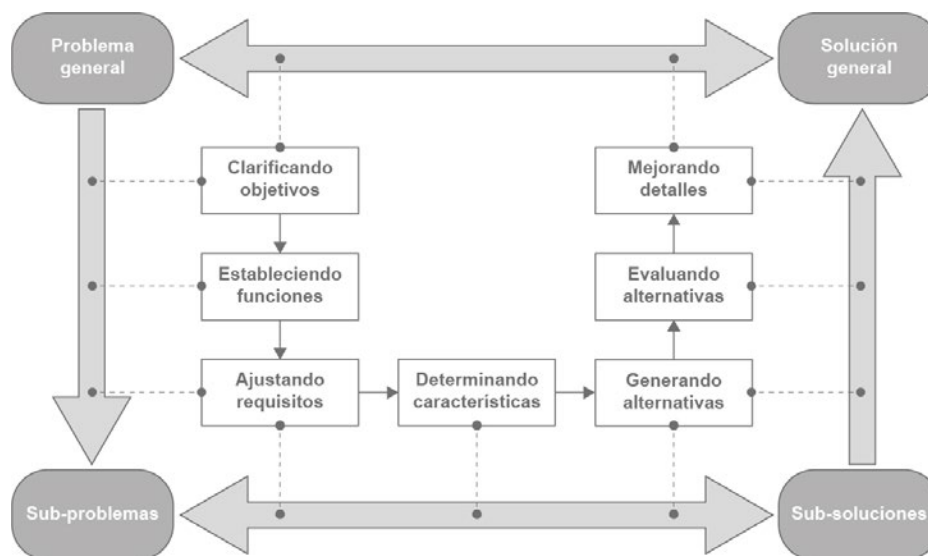 Problema
general
Solución
general
Clarificando
objetivos
Mejorando
detalles
Estableciendo
funciones
Evaluando
alternativas
Ajustando
requisitos
Determinando
características
Generando
alternativas
Sub-problemas
Sub-soluciones